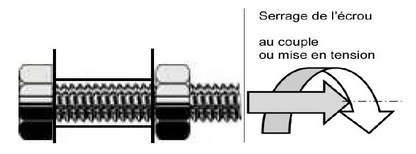 Serrage de l'écrou
au couple
ou mise en tension